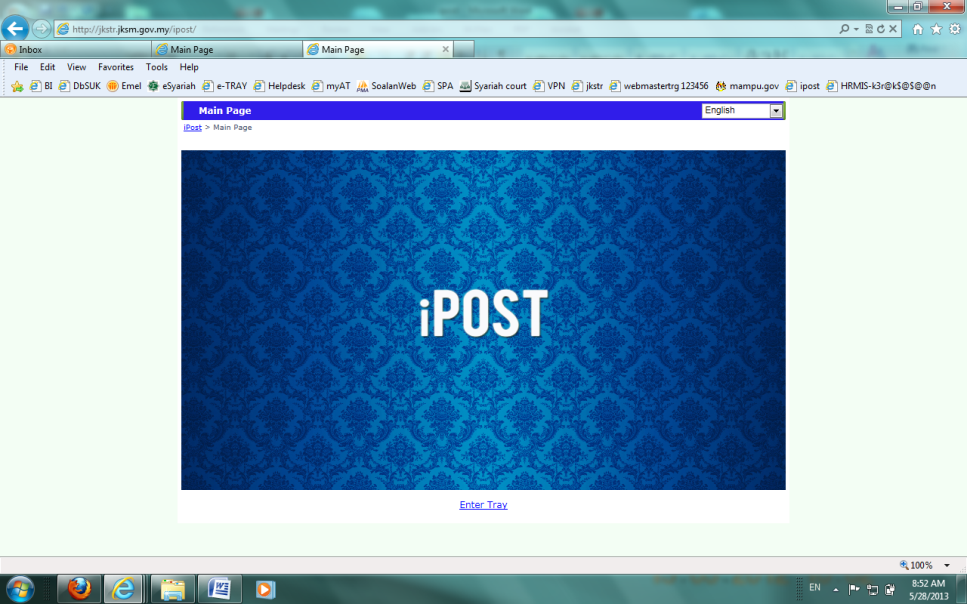 http://jkstr.jksm.gov.my/ipost/
Inbox Main Page Main Page
File Edit View Favorites Tools Help
BI DbSUK Emel eSyariah e-TRAY Helpdesk myAT SoalanWeb SPA Syariah court VPN jkstr webmastertrg 123456 mampu.gov ipost HRMIS-k3r@k$@$@@n
Main Page English
iPost > Main Page
iPOST
Enter Tray
100%
EN 8:52 AM
5/28/2013